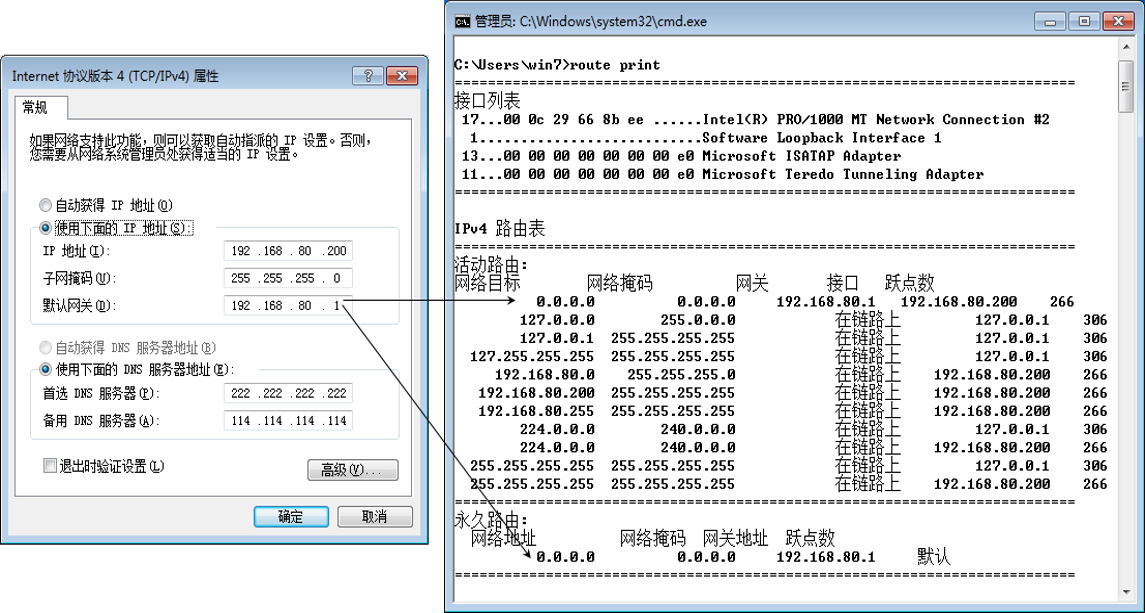 Internet 协议版本 4 (TCP/IPv4) 属性
常规
如果网络支持此功能,则可以获取自动指派的 IP 设置。否则,
您需要从网络系统管理员处获得适当的 IP 设置。
自动获得 IP 地址(O)
使用下面的 IP 地址(S):
IP 地址(I): 192 .168 . 80 .200
子网掩码(U): 255 .255 .255 . 0
默认网关(D): 192 .168 . 80 . 1
自动获得 DNS 服务器地址(B)
使用下面的 DNS 服务器地址(E):
首选 DNS 服务器(P): 222 .222 .222 .222
备用 DNS 服务器(A): 114 .114 .114 .114
退出时验证设置(L)
高级(V)...
确定 取消
管理员: C:\Windows\system32\cmd.exe
C:\Users\win7>route print
===========================================================================
接口列表
17...00 0c 29 66 8b ee ......Intel(R) PRO/1000 MT Network Connection #2
1...........................Software Loopback Interface 1
13...00 00 00 00 00 00 00 e0 Microsoft ISATAP Adapter
11...00 00 00 00 00 00 00 e0 Microsoft Teredo Tunneling Adapter
===========================================================================
IPv4 路由表
===========================================================================
活动路由:
网络目标 网络掩码 网关 接口 跃点数
0.0.0.0 0.0.0.0 192.168.80.1 192.168.80.200 266
127.0.0.0 255.0.0.0 在链路上 127.0.0.1 306
127.0.0.1 255.255.255.255 在链路上 127.0.0.1 306
127.255.255.255 255.255.255.255 在链路上 127.0.0.1 306
192.168.80.0 255.255.255.0 在链路上 192.168.80.200 266
192.168.80.200 255.255.255.255 在链路上 192.168.80.200 266
192.168.80.255 255.255.255.255 在链路上 192.168.80.200 266
224.0.0.0 240.0.0.0 在链路上 127.0.0.1 306
224.0.0.0 240.0.0.0 在链路上 192.168.80.200 266
255.255.255.255 255.255.255.255 在链路上 127.0.0.1 306
255.255.255.255 255.255.255.255 在链路上 192.168.80.200 266
===========================================================================
永久路由:
网络地址 网络掩码 网关地址 跃点数
0.0.0.0 0.0.0.0 192.168.80.1 默认
===========================================================================